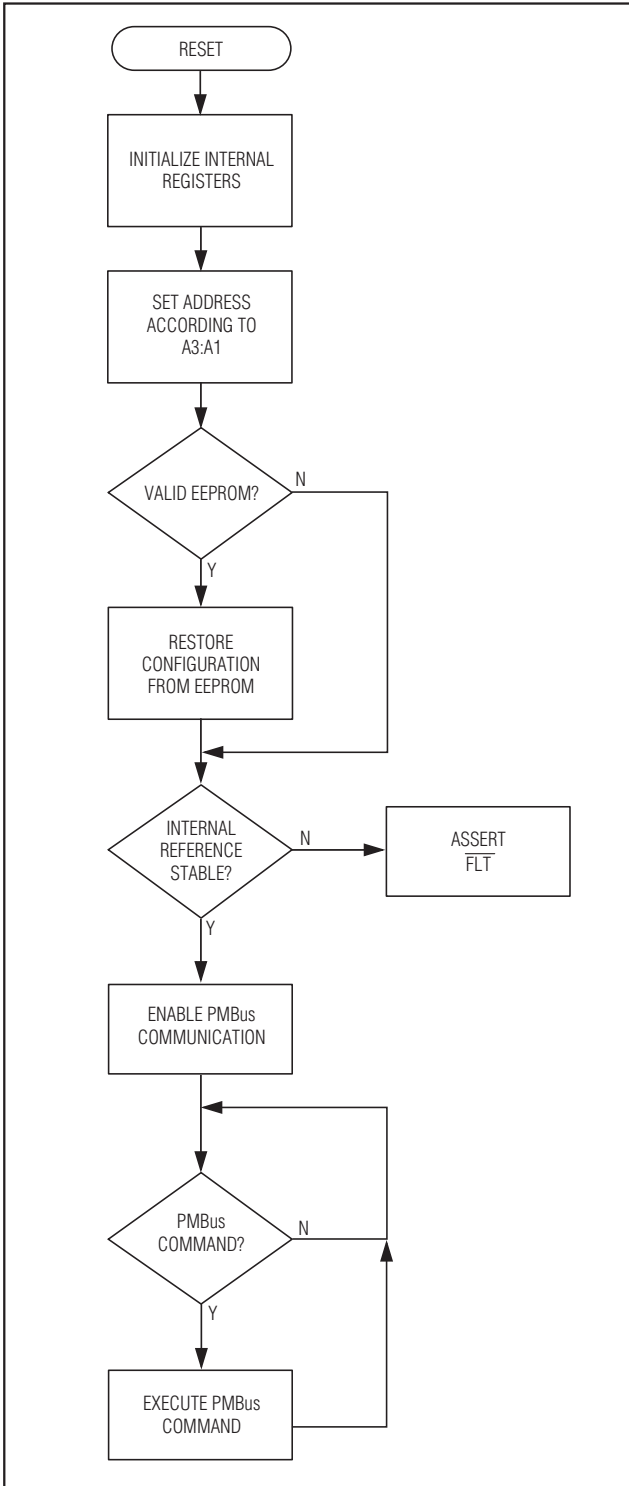 RESET
INITIALIZE INTERNAL
REGISTERS
SET ADDRESS
ACCORDING TO
A3:A1
VALID EEPROM?
N
Y
RESTORE
CONFIGURATION
FROM EEPROM
INTERNAL
REFERENCE
STABLE?
N
ASSERT
F̅L̅T̅
Y
ENABLE PMBus
COMMUNICATION
PMBus
COMMAND?
N
Y
EXECUTE PMBus
COMMAND